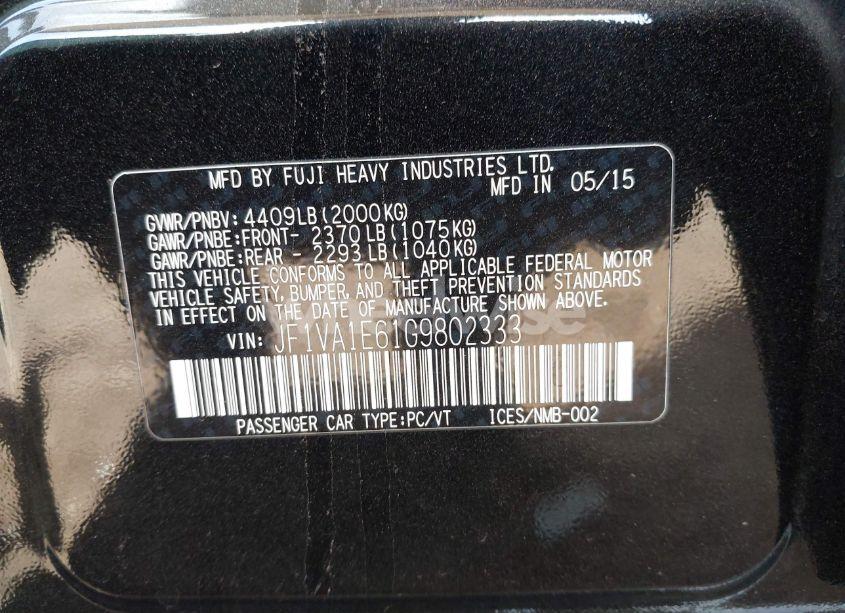 MFD BY FUJI HEAVY INDUSTRIES LTD.
MFD IN 05/15
GVWR/PNBV: 4409LB(2000KG)
GAWR/PNBE:FRONT- 2370LB(1075KG)
GAWR/PNBE:REAR - 2293LB(1040KG)
THIS VEHICLE CONFORMS TO ALL APPLICABLE FEDERAL MOTOR
VEHICLE SAFETY, BUMPER, AND THEFT PREVENTION STANDARDS
IN EFFECT ON THE DATE OF MANUFACTURE SHOWN ABOVE.
VIN: JF1VA1E61G9802333
PASSENGER CAR TYPE:PC/VT ICES/NMB-002